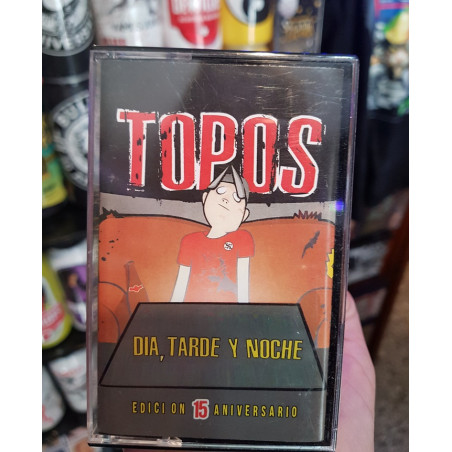 TOPOS
DIA, TARDE Y NOCHE
EDICION 15 ANIVERSARIO